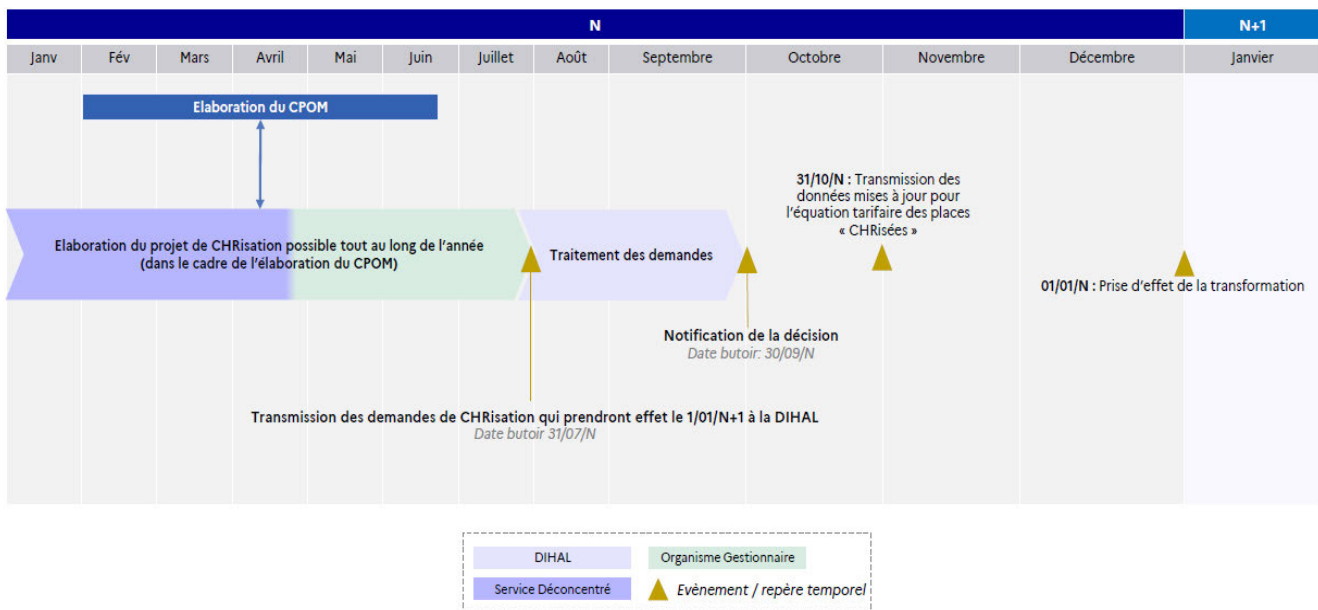 N
N+1
Janv
Fév
Mars
Avril
Mai
Juin
Juillet
Août
Septembre
Octobre
Novembre
Décembre
Janvier
Elaboration du CPOM
31/10/N : Transmission des
données mises à jour pour
l'équation tarifaire des places
« CHRisées »
Elaboration du projet de CHRisation possible tout au long de l'année
(dans le cadre de l'élaboration du CPOM)
Traitement des demandes
01/01/N : Prise d'effet de la transformation
Notification de la décision
Date butoir: 30/09/N
Transmission des demandes de CHRisation qui prendront effet le 1/01/N+1 à la DIHAL
Date butoir 31/07/N
DIHAL
Organisme Gestionnaire
Service Déconcentré
Evènement / repère temporel